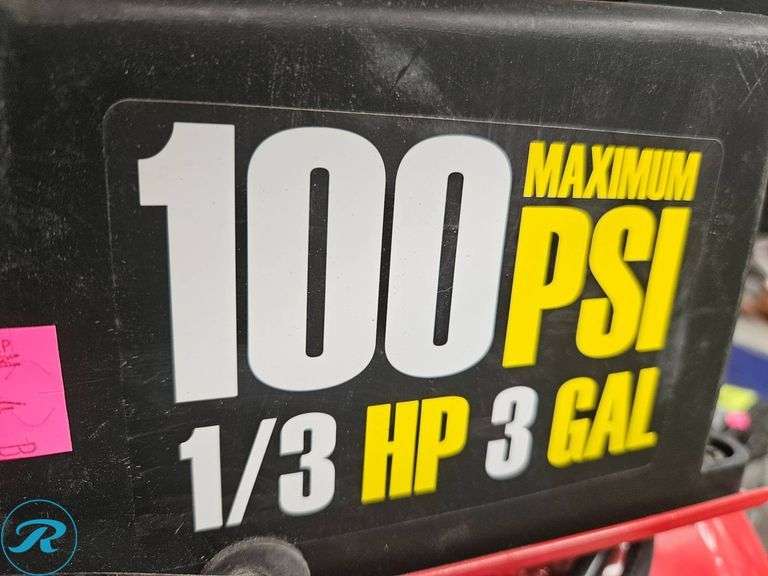 100 MAXIMUM PSI
1/3 HP 3 GAL
R